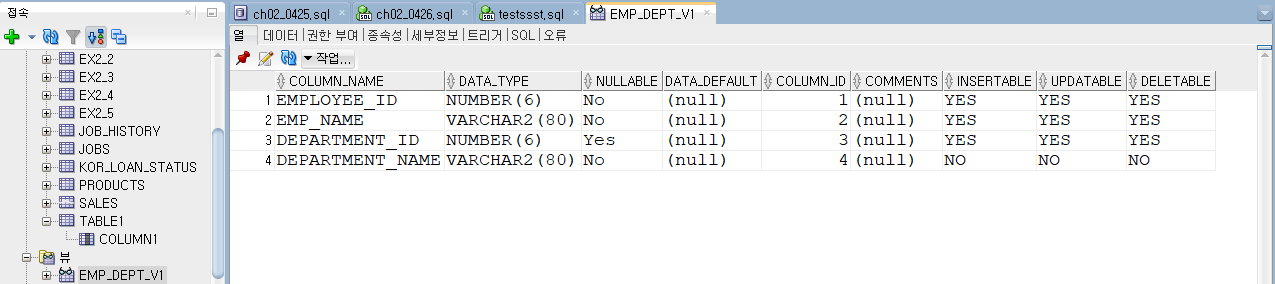 접속
ch02_0425.sql
ch02_0426.sql
testssst.sql
EMP_DEPT_V1
열 데이터 | 권한 부여 | 종속성 | 세부정보 | 트리거 | SQL | 오류
작업...
COLUMN_NAME DATA_TYPE NULLABLE DATA_DEFAULT COLUMN_ID COMMENTS INSERTABLE UPDATABLE DELETABLE
1 EMPLOYEE_ID NUMBER(6) No (null) 1 (null) YES YES YES
2 EMP_NAME VARCHAR2(80) No (null) 2 (null) YES YES YES
3 DEPARTMENT_ID NUMBER(6) Yes (null) 3 (null) YES YES YES
4 DEPARTMENT_NAME VARCHAR2(80) No (null) 4 (null) NO NO NO
EX2_2
EX2_3
EX2_4
EX2_5
JOB_HISTORY
JOBS
KOR_LOAN_STATUS
PRODUCTS
SALES
TABLE1
COLUMN1
뷰
EMP_DEPT_V1